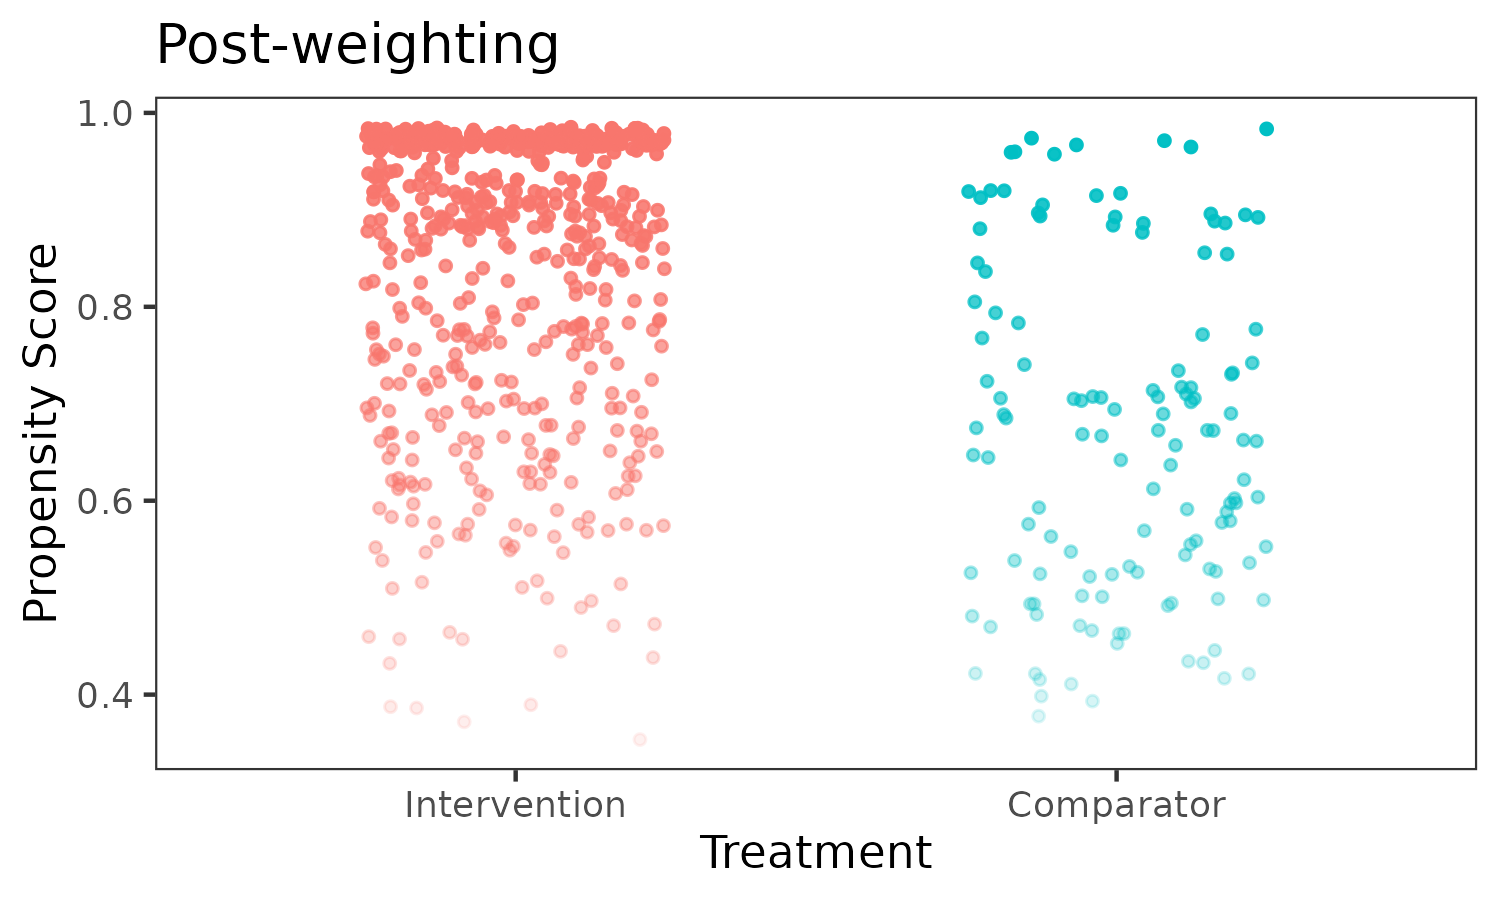 Post-weighting
1.0
0.8
0.6
0.4
Propensity Score
Intervention
Comparator
Treatment